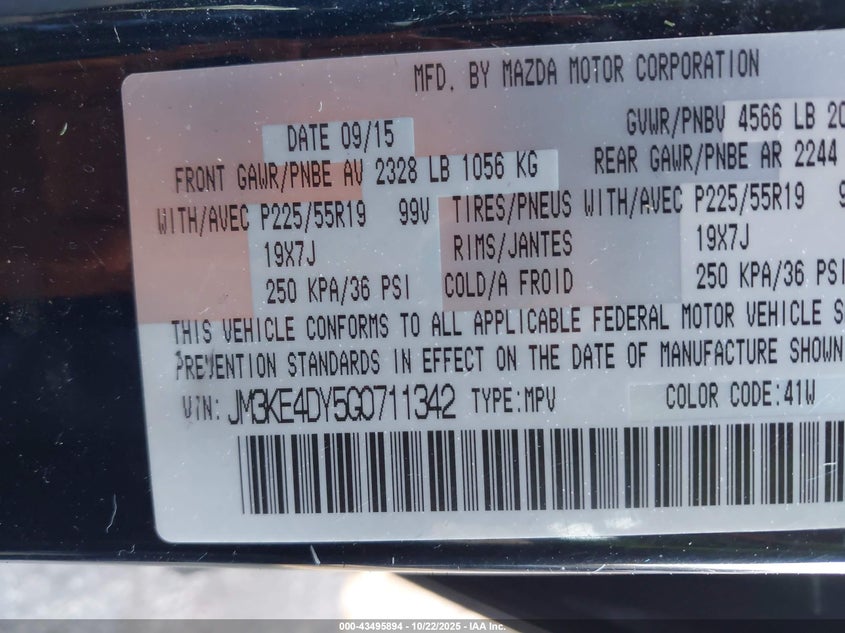 MFD. BY MAZDA MOTOR CORPORATION
DATE 09/15 GVWR/PNBV 4566 LB 20
FRONT GAWR/PNBE AV 2328 LB 1056 KG REAR GAWR/PNBE AR 2244
WITH/AVEC P225/55R19 99V TIRES/PNEUS WITH/AVEC P225/55R19 9
19X7J RIMS/JANTES 19X7J
250 KPA/36 PSI COLD/A FROID 250 KPA/36 PSI
THIS VEHICLE CONFORMS TO ALL APPLICABLE FEDERAL MOTOR VEHICLE S
PREVENTION STANDARDS IN EFFECT ON THE DATE OF MANUFACTURE SHOWN
VIN: JM3KE4DY5G0711342 TYPE:MPV COLOR CODE:41W
000-43495894 - 10/22/2025 - IAA Inc.